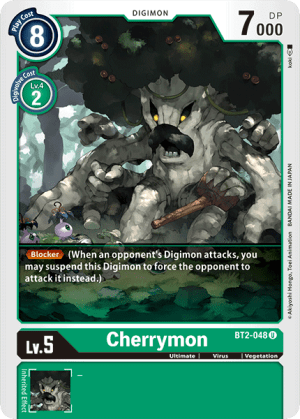 Play Cost
8
DIGIMON
7000
DP
Digivolve Cost
Lv.4
2
©Akiyoshi Hongo, Toei Animation BANDAI MADE IN JAPAN
Blocker (When an opponent's Digimon attacks, you
may suspend this Digimon to force the opponent to
attack it instead.)
Lv.5
Cherrymon
BT2-048 U
Ultimate | Virus | Vegetation
Inherited Effect
–